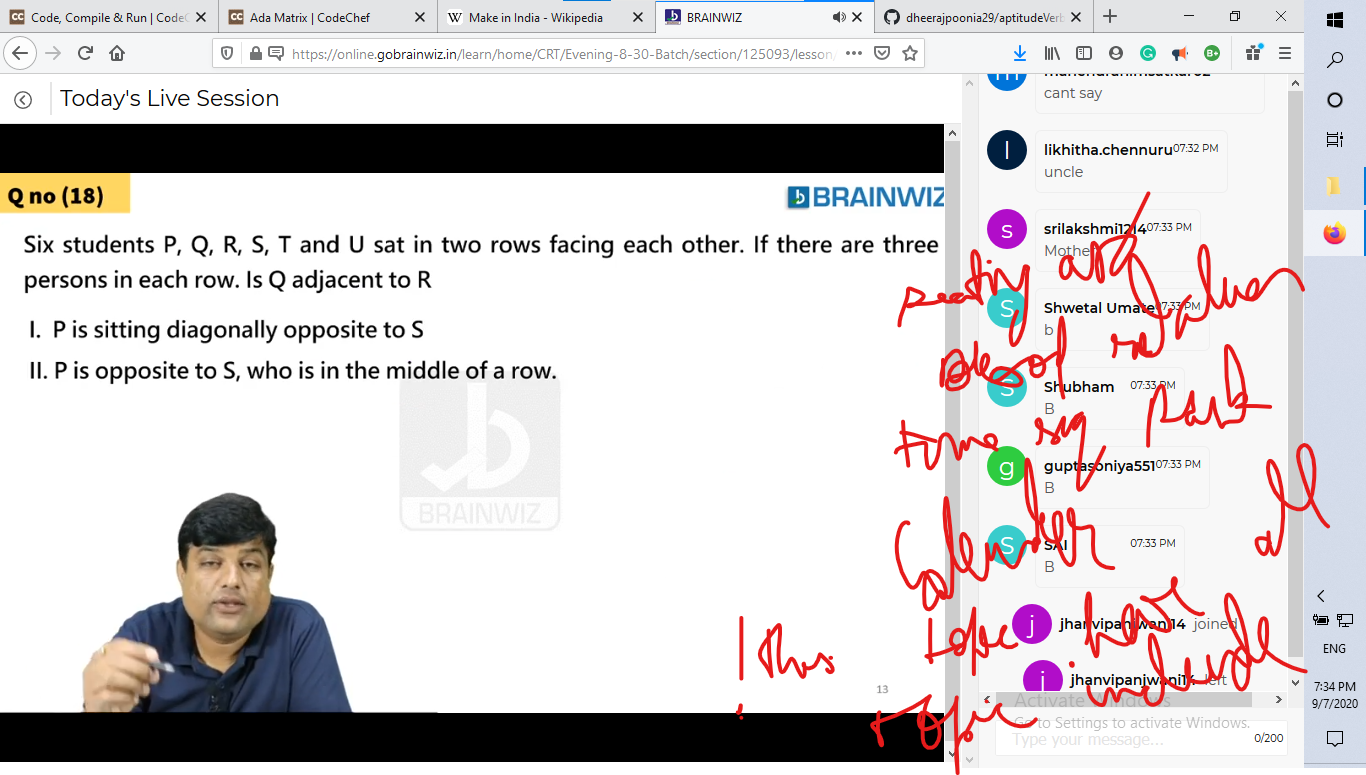 Code, Compile & Run | CodeC
Ada Matrix | CodeChef
Make in India - Wikipedia
BRAINWIZ
dheerajpoonia29/aptitudeVerb
https://online.gobrainwiz.in/learn/home/CRT/Evening-8-30-Batch/section/125093/lesson/
Today's Live Session
Q no (18)
BRAINWIZ
Six students P, Q, R, S, T and U sat in two rows facing each other. If there are three
persons in each row. Is Q adjacent to R
I. P is sitting diagonally opposite to S
II. P is opposite to S, who is in the middle of a row.
BRAINWIZ
13
cant say
likhitha.chennuru 07:32 PM
uncle
srilakshmi1214 07:33 PM
Mothe
Shwetal Umate 07:33 PM
b
Shubham 07:33 PM
B
guptasoniya551 07:33 PM
B
SAI 07:33 PM
B
jhanvipanjwani14 joined
jhanvipanjwani14 left
Activate Windows
Go to Settings to activate Windows.
Type your message...
0/200
time sq
Calender
all
this topic have
topic include
ENG
7:34 PM
9/7/2020